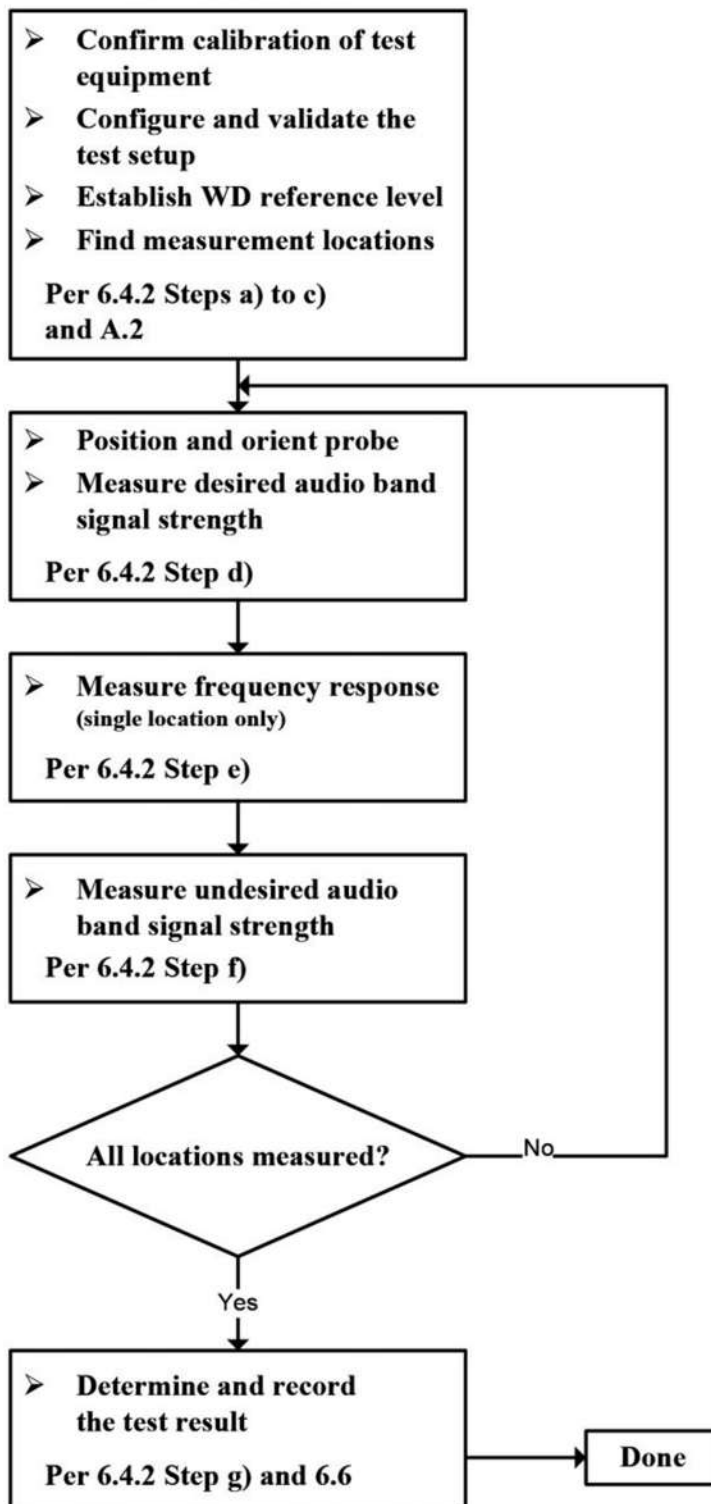 ➢ Confirm calibration of test
equipment
➢ Configure and validate the
test setup
➢ Establish WD reference level
➢ Find measurement locations
Per 6.4.2 Steps a) to c)
and A.2
➢ Position and orient probe
➢ Measure desired audio band
signal strength
Per 6.4.2 Step d)
➢ Measure frequency response
(single location only)
Per 6.4.2 Step e)
➢ Measure undesired audio
band signal strength
Per 6.4.2 Step f)
All locations measured?
No
Yes
➢ Determine and record
the test result
Per 6.4.2 Step g) and 6.6
Done